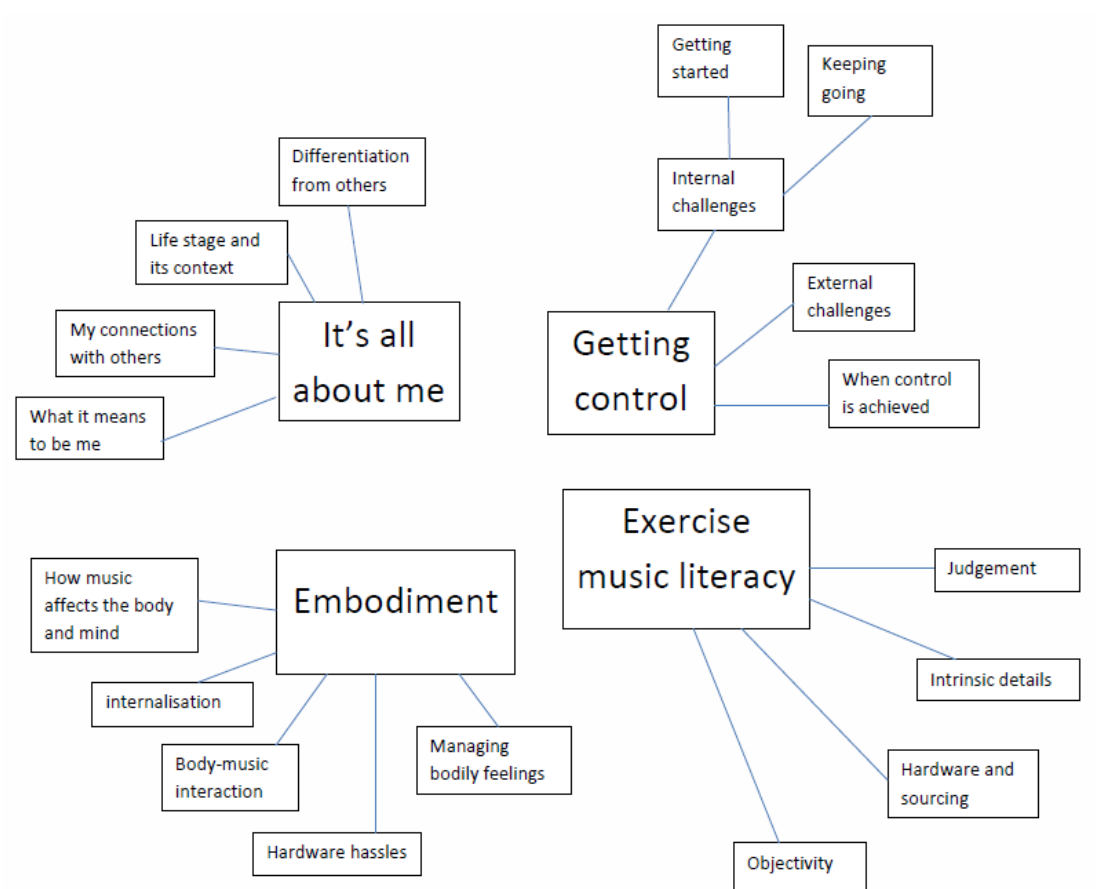 Getting
started
Keeping
going
Internal
challenges
External
challenges
Getting
control
When control
is achieved
Differentiation
from others
Life stage and
its context
My connections
with others
What it means
to be me
It's all
about me
How music
affects the body
and mind
internalisation
Body-music
interaction
Hardware hassles
Managing
bodily feelings
Embodiment
Exercise
music literacy
Judgement
Intrinsic details
Hardware and
sourcing
Objectivity